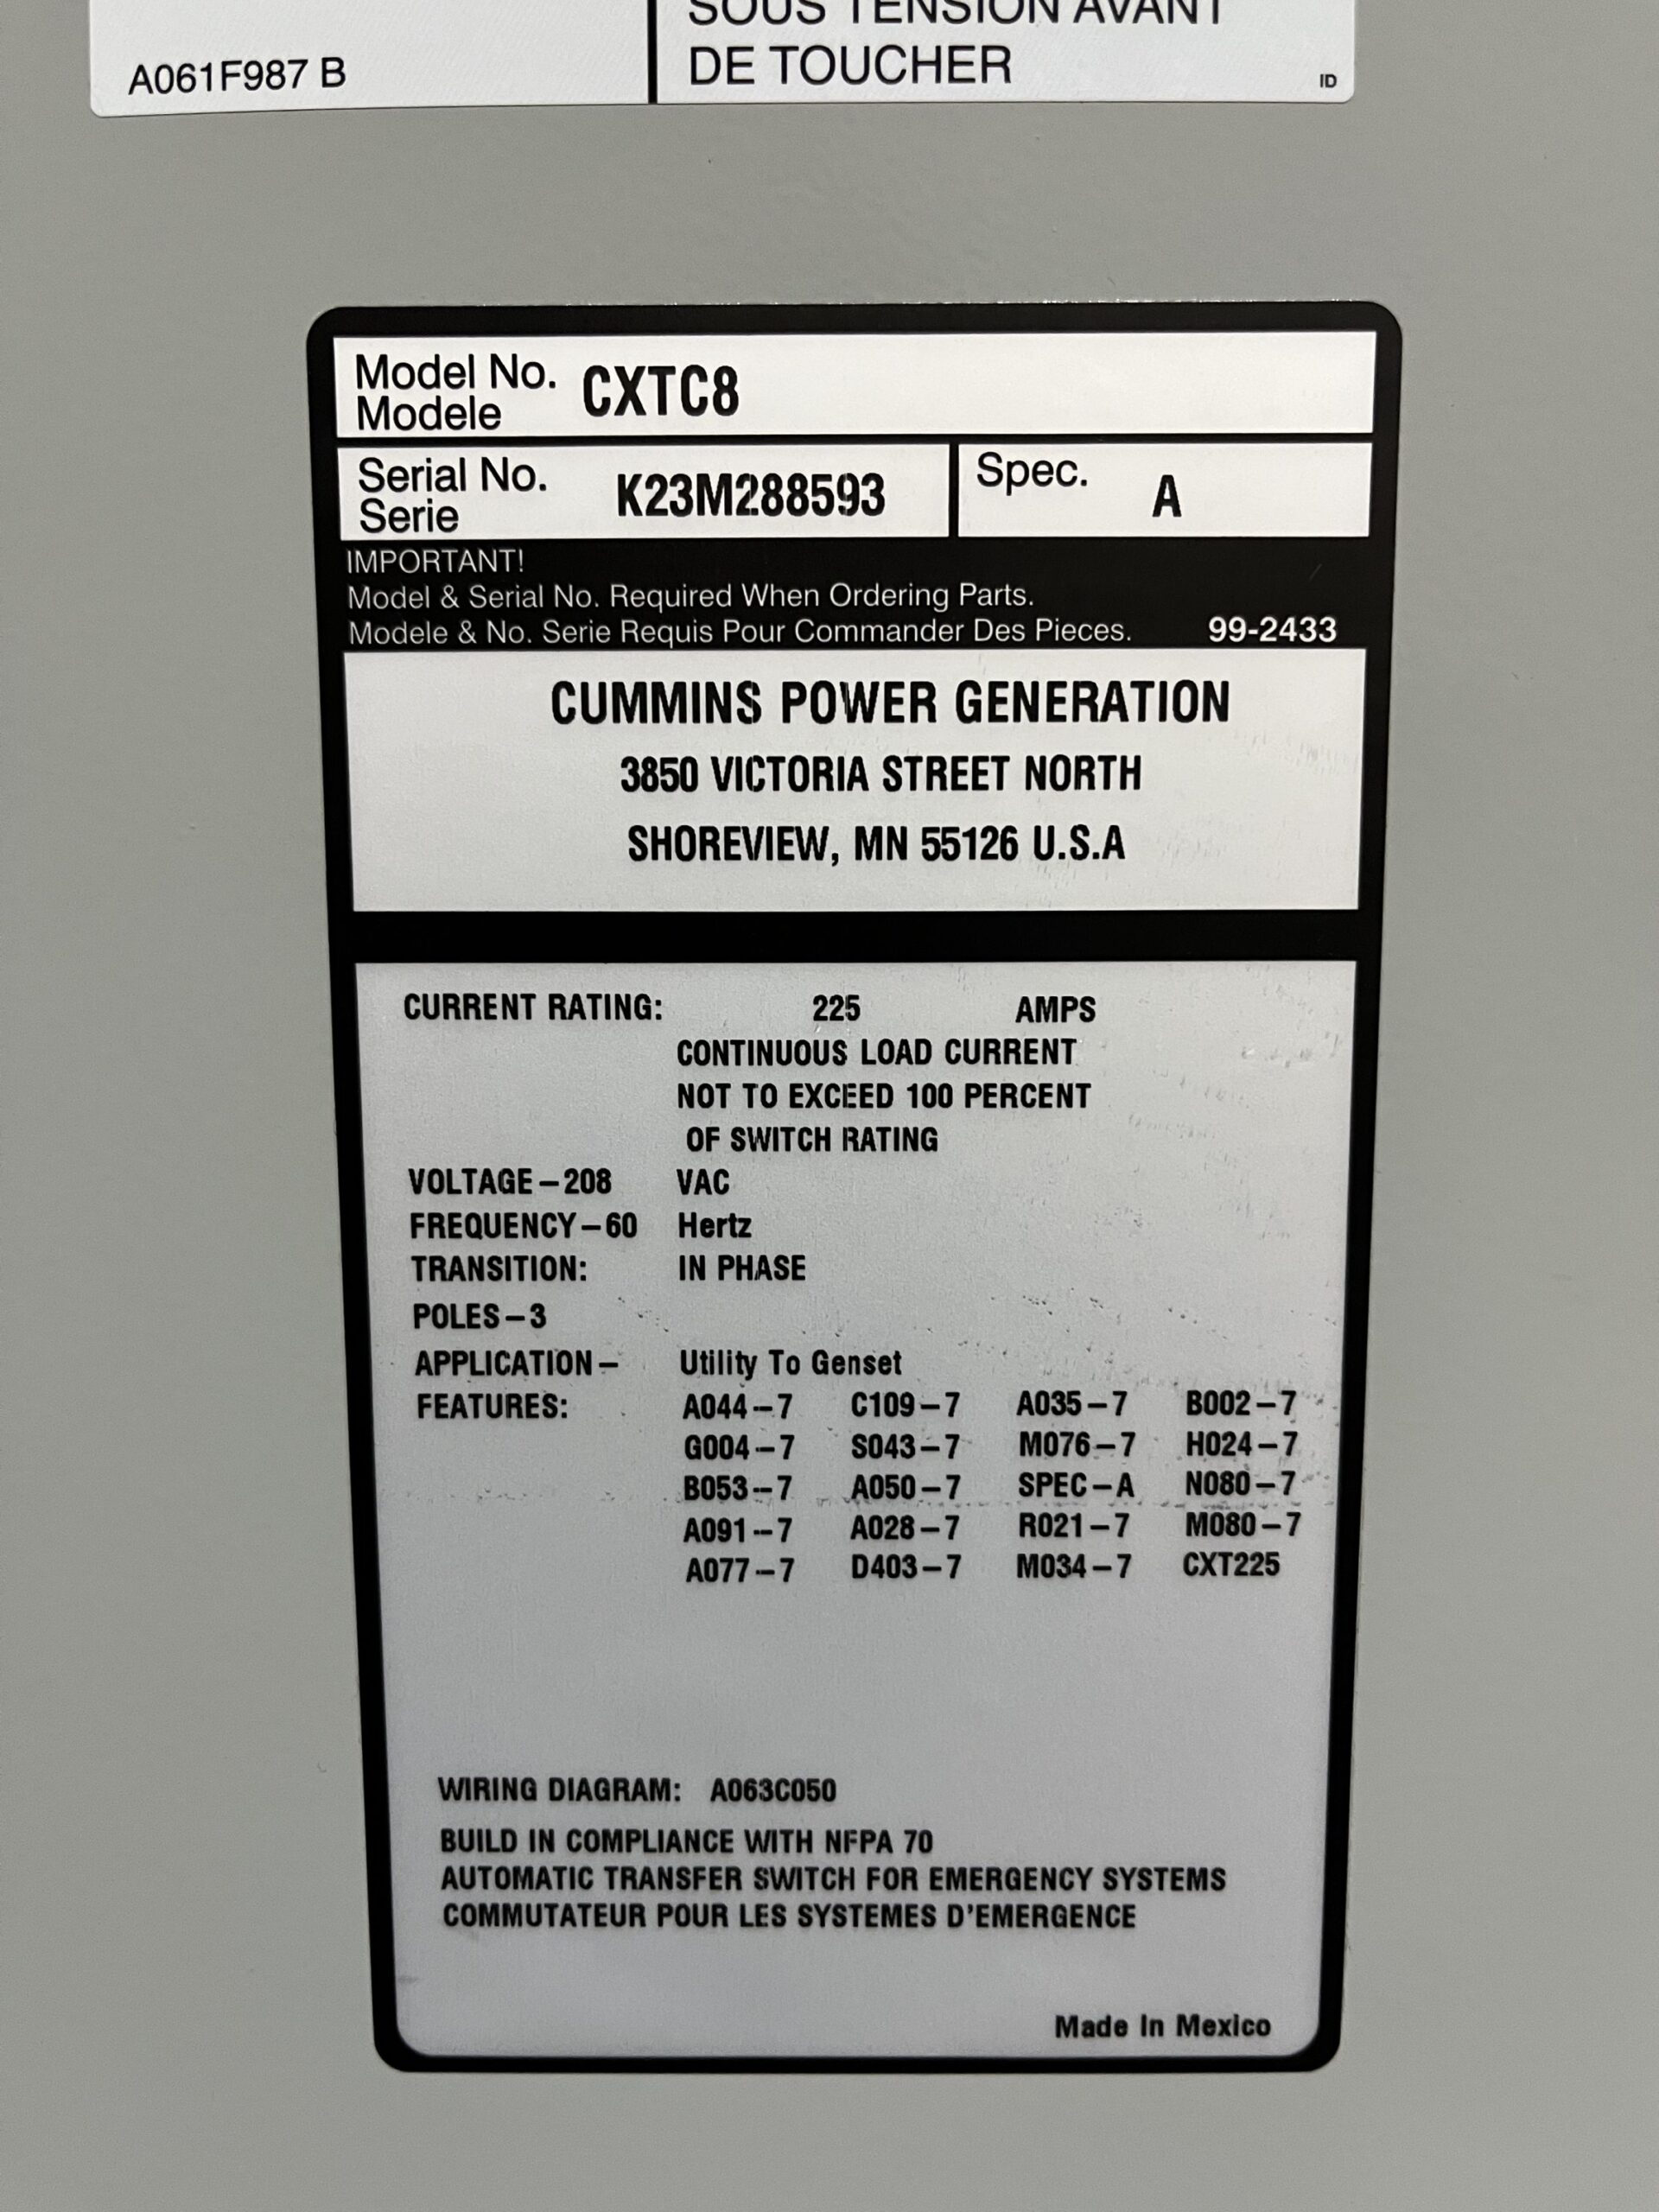 SOUS TENSION AVANT
DE TOUCHER
A061F987 B
ID
Model No. CXTC8
Modele
Serial No. K23M288593
Serie
Spec. A
IMPORTANT!
Model & Serial No. Required When Ordering Parts.
Modele & No. Serie Requis Pour Commander Des Pieces. 99-2433
CUMMINS POWER GENERATION
3850 VICTORIA STREET NORTH
SHOREVIEW, MN 55126 U.S.A
CURRENT RATING: 225 AMPS
CONTINUOUS LOAD CURRENT
NOT TO EXCEED 100 PERCENT
OF SWITCH RATING
VOLTAGE-208 VAC
FREQUENCY-60 Hertz
TRANSITION: IN PHASE
POLES-3
APPLICATION- Utility To Genset
FEATURES: A044-7 C109-7 A035-7 B002-7
G004-7 S043-7 M076-7 H024-7
B053-7 A050-7 SPEC-A N080-7
A091-7 A028-7 R021-7 M080-7
A077-7 D403-7 M034-7 CXT225
WIRING DIAGRAM: A063C050
BUILD IN COMPLIANCE WITH NFPA 70
AUTOMATIC TRANSFER SWITCH FOR EMERGENCY SYSTEMS
COMMUTATEUR POUR LES SYSTEMES D'EMERGENCE
Made In Mexico